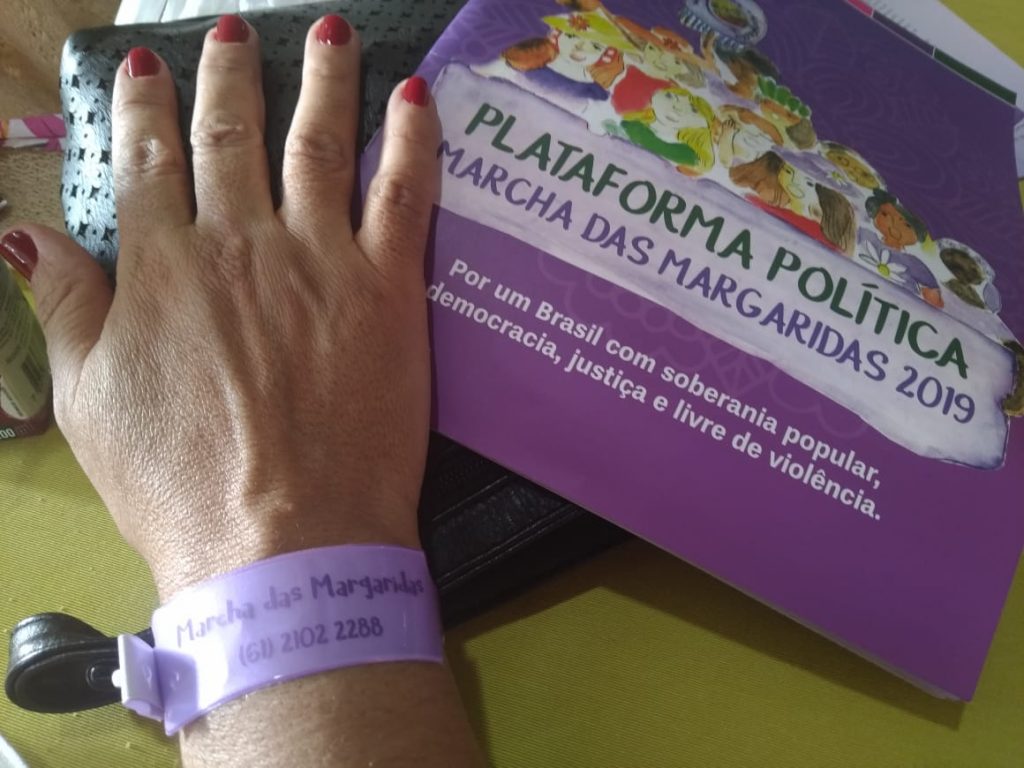 PLATAFORMA POLÍTICA
MARCHA DAS MARGARIDAS 2019
Por um Brasil com soberania popular,
democracia, justiça e livre de violência.
Marcha das Margaridas
(61) 2102 2288